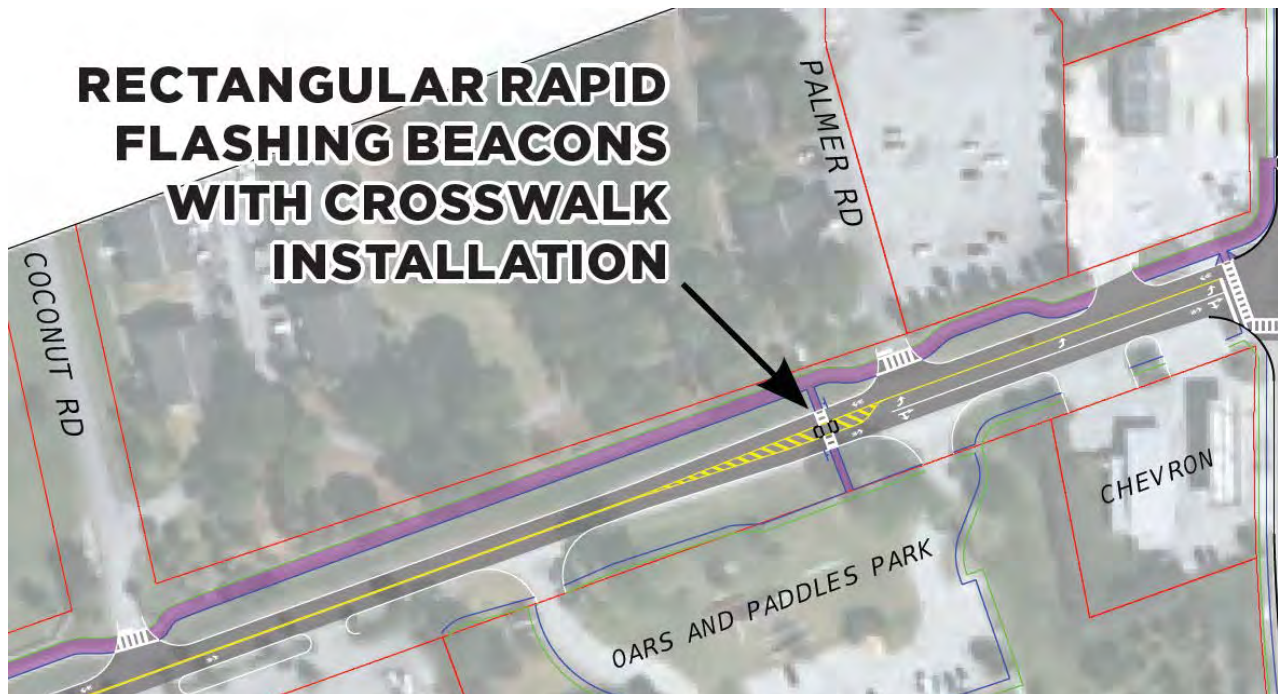 RECTANGULAR RAPID
FLASHING BEACONS
WITH CROSSWALK
INSTALLATION
PALMER RD
COCONUT RD
CHEVRON
OARS AND PADDLES PARK